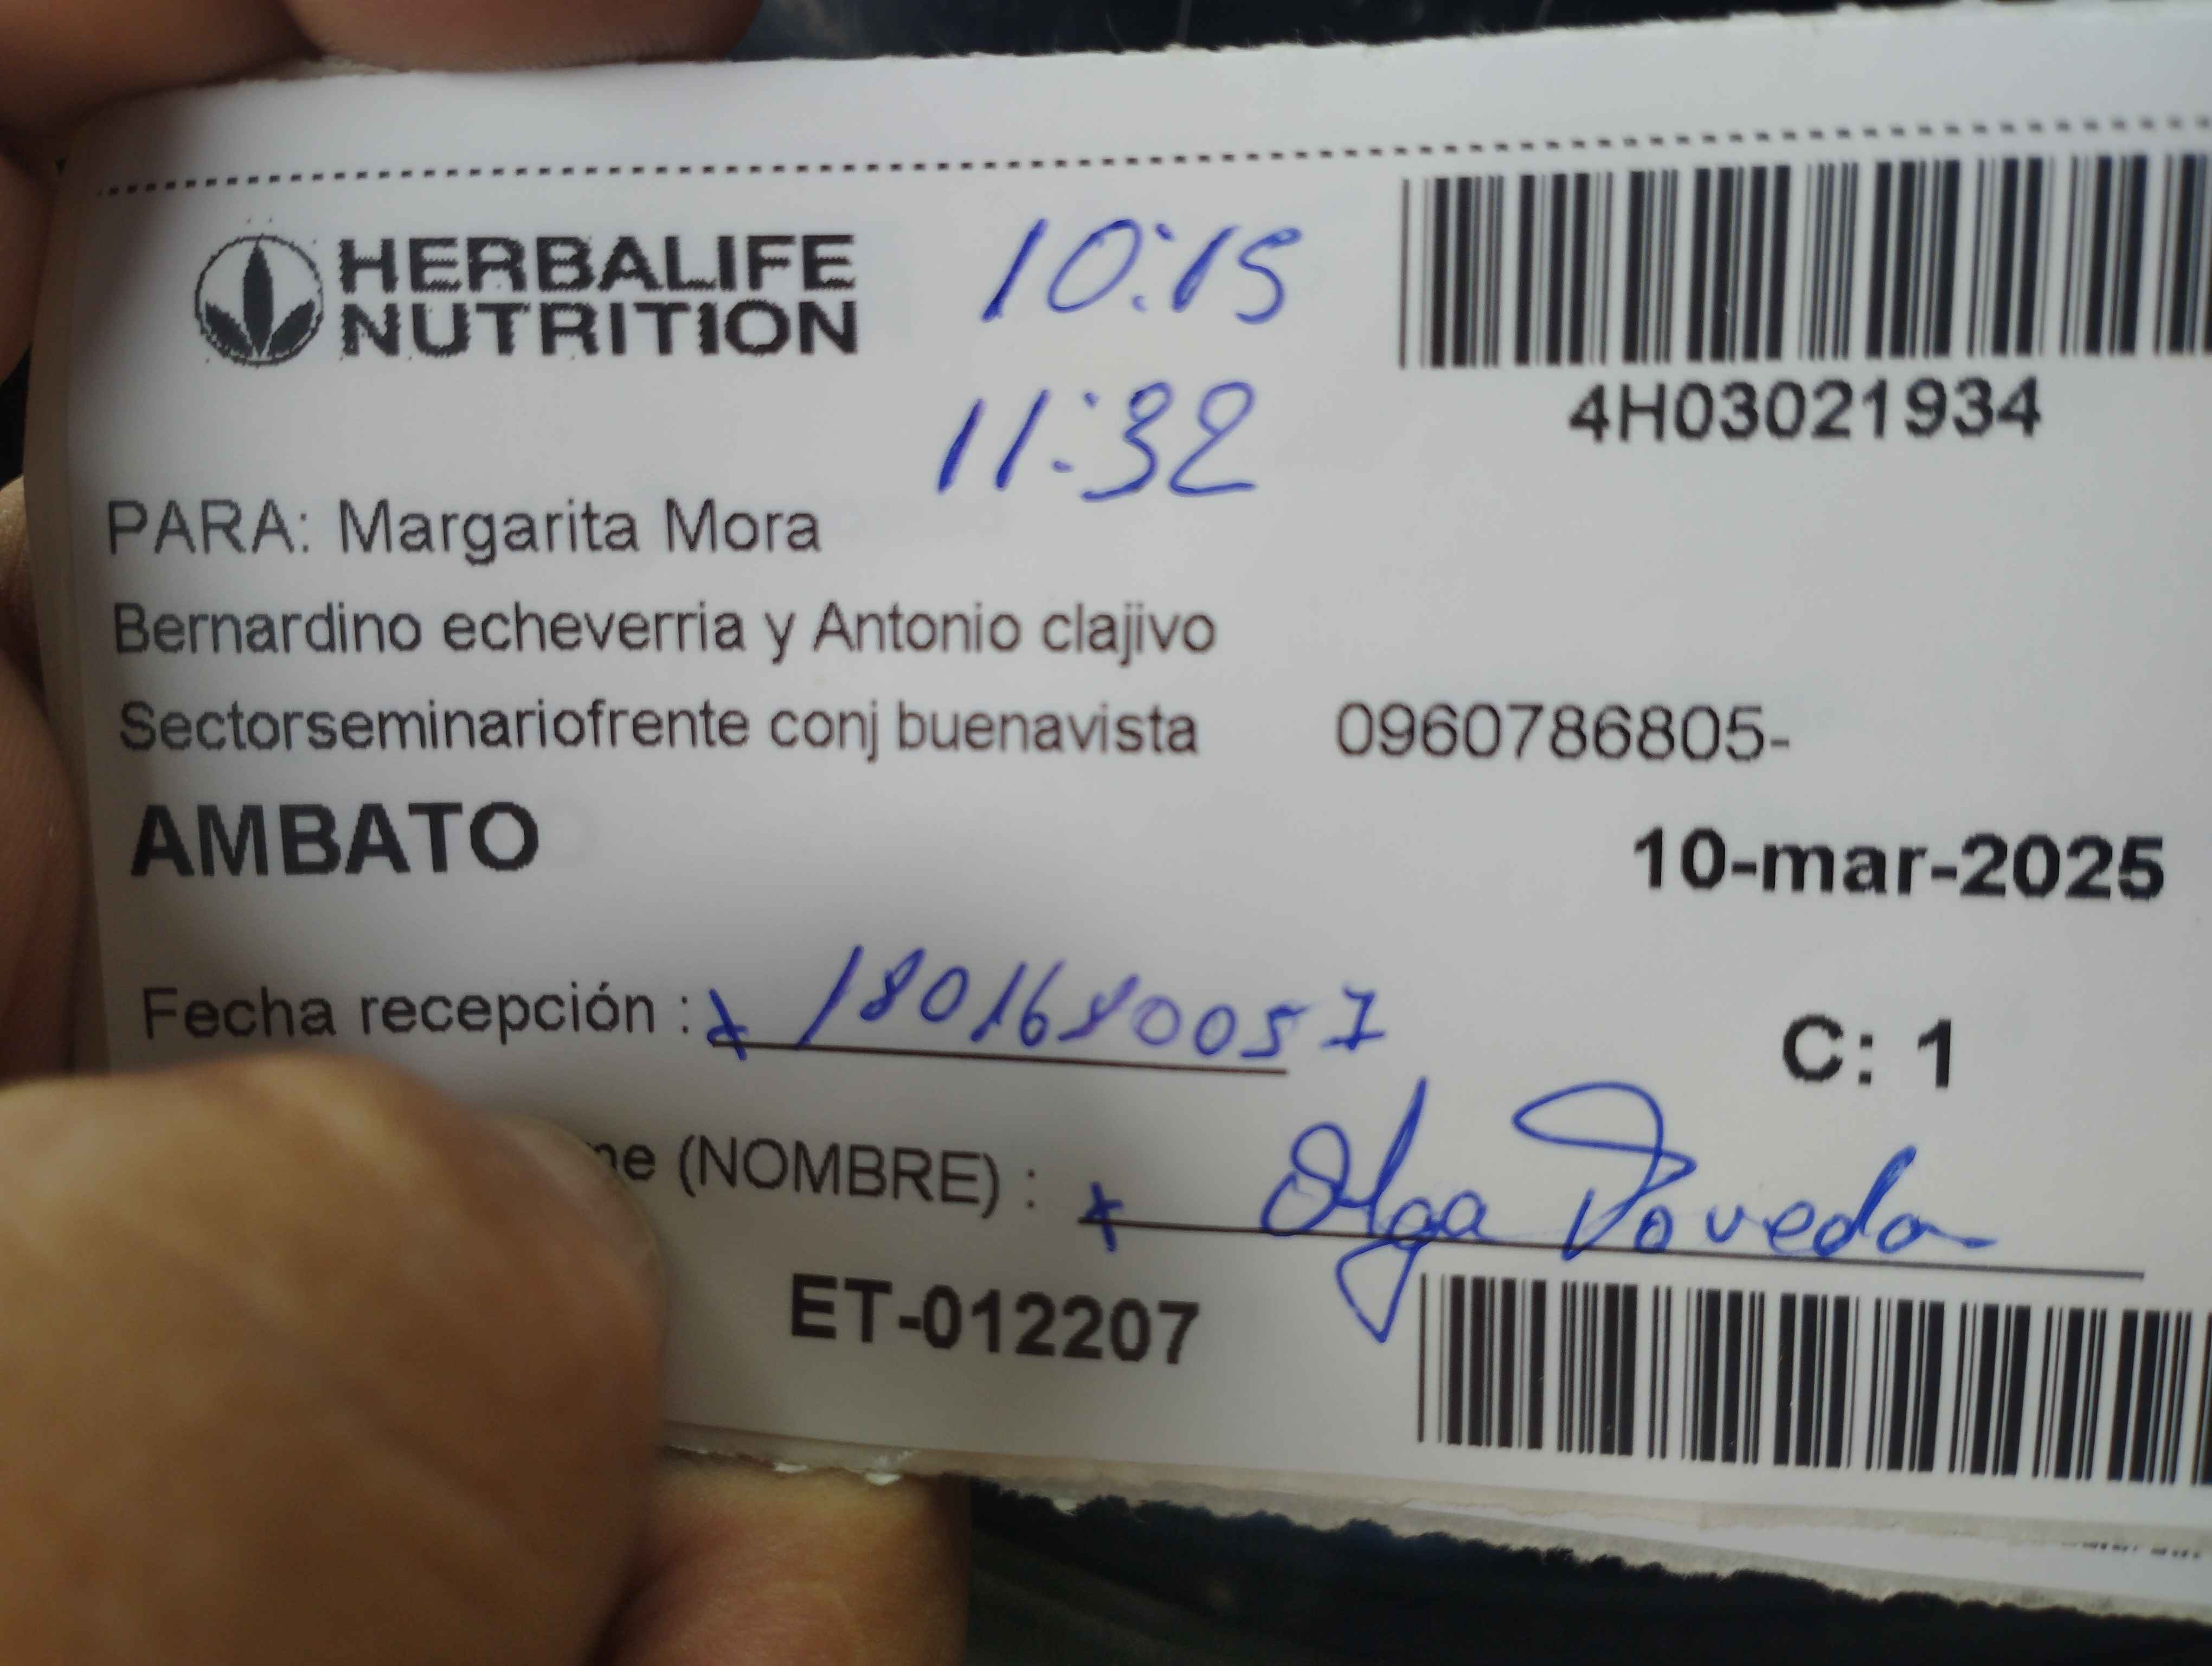 HERBALIFE
NUTRITION
10:15
11:32
4H03021934
PARA: Margarita Mora
Bernardino echeverria y Antonio clajivo
Sectorseminariofrente conj buenavista 0960786805-
AMBATO 10-mar-2025
Fecha recepción : x 1801680057
C: 1
(NOMBRE) : x Olga Poveda
ET-012207